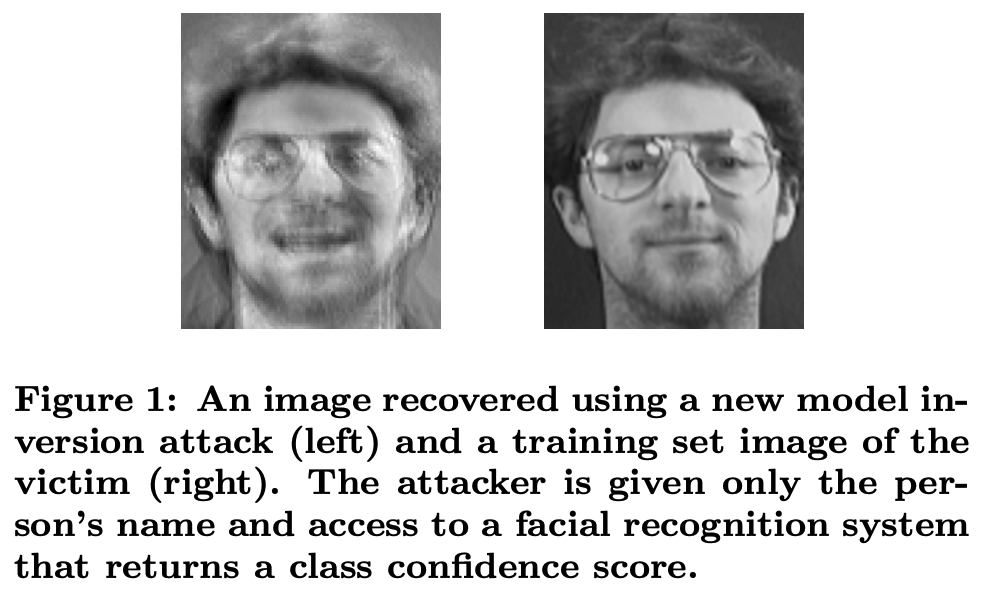 Figure 1: An image recovered using a new model in-
version attack (left) and a training set image of the
victim (right). The attacker is given only the per-
son's name and access to a facial recognition system
that returns a class confidence score.